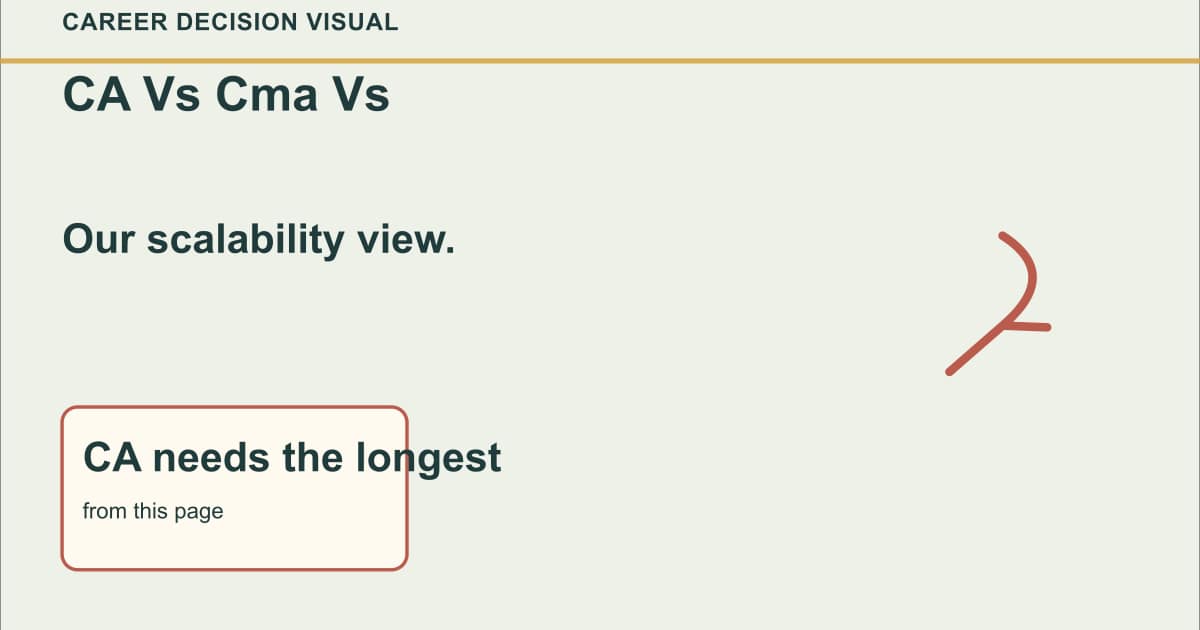 CAREER DECISION VISUAL
CA Vs Cma Vs
Our scalability view.
CA needs the longest
from this page